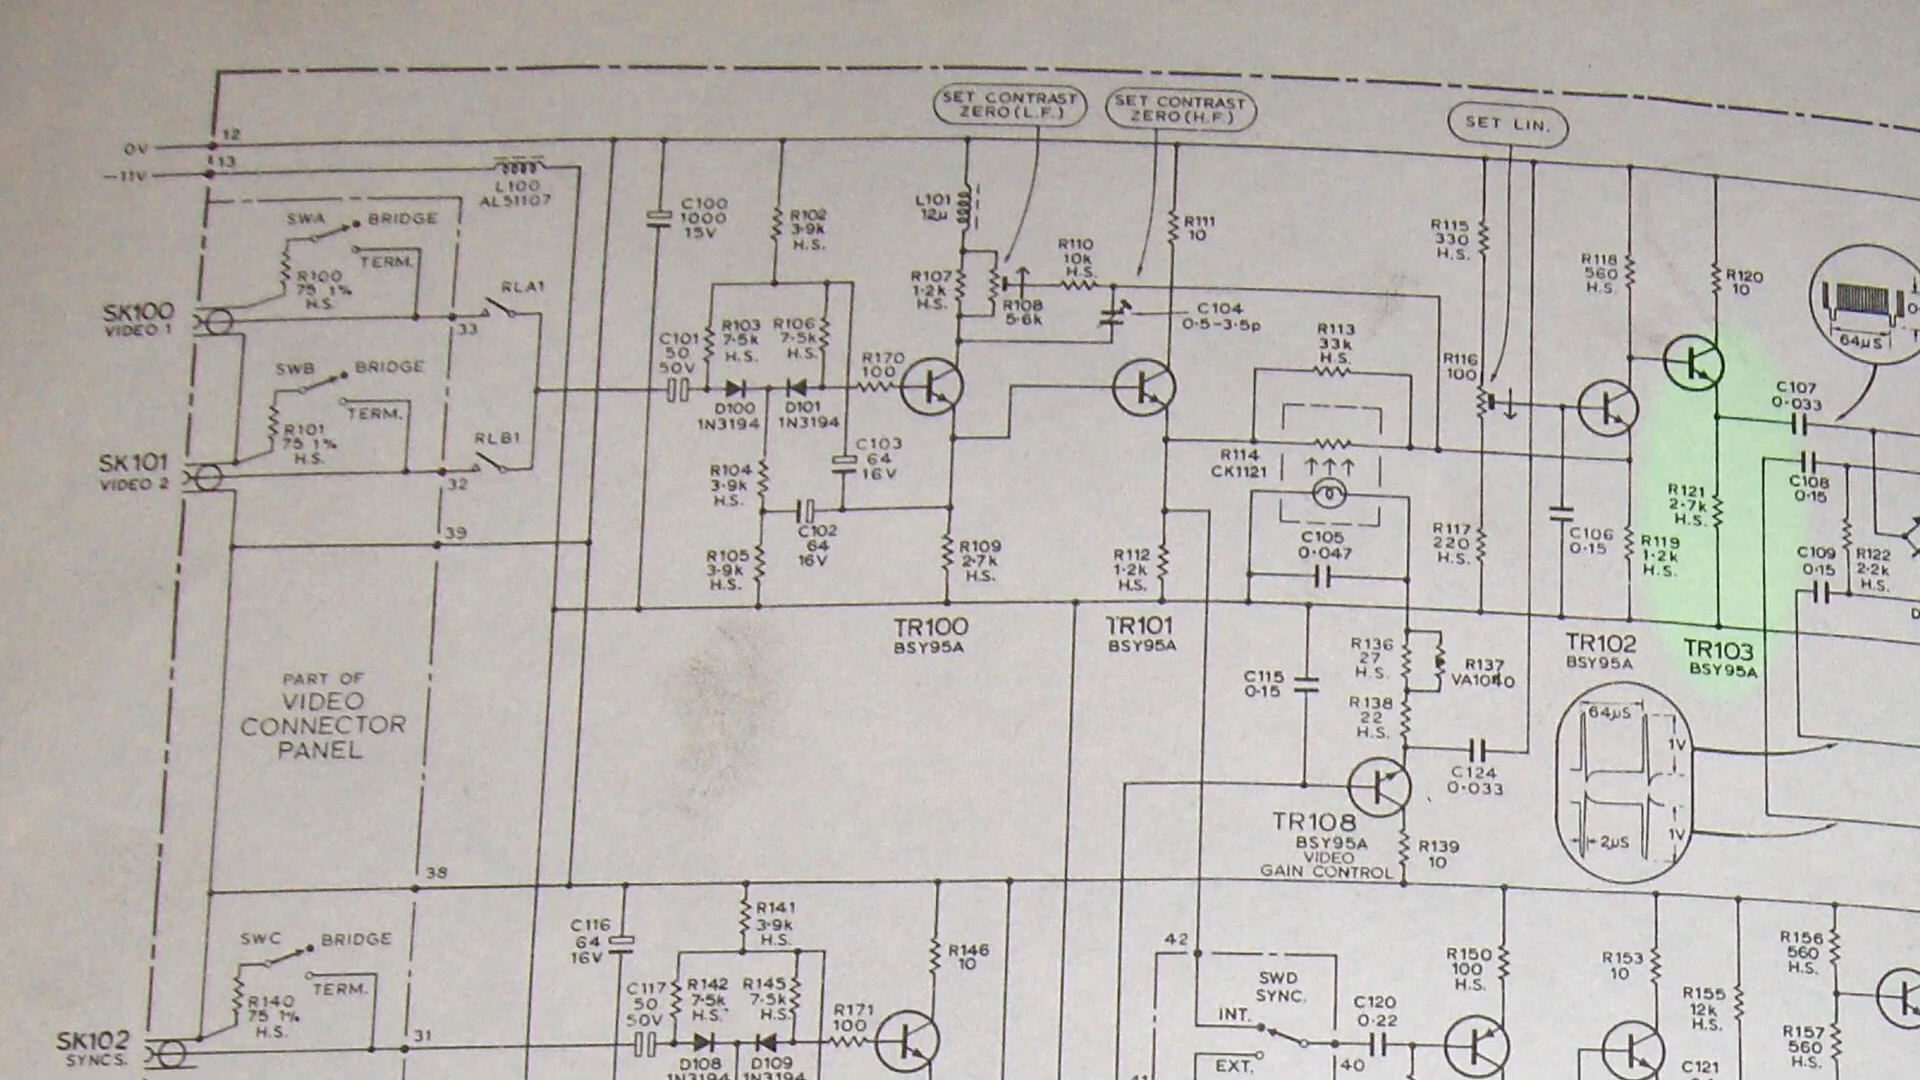 SET CONTRAST
ZERO (L.F.)
SET CONTRAST
ZERO (H.F.)
SET LIN.
0V
12
-11V
13
L100
AL51107
SWA
BRIDGE
TERM.
R100
75 1%
H.S.
SK100
VIDEO 1
33
RLA1
SWB
BRIDGE
TERM.
R101
75 1%
H.S.
SK101
VIDEO 2
32
RLB1
39
C100
1000
15V
R102
3·9k
H.S.
L101
12µ
R111
10
R110
10k
H.S.
R107
1·2k
H.S.
R108
5·6k
C104
0·5-3·5p
C101
50
50V
R103
7·5k
H.S.
R106
7·5k
H.S.
R170
100
D100
1N3194
D101
1N3194
C103
64
16V
R104
3·9k
H.S.
C102
64
16V
R105
3·9k
H.S.
R109
2·7k
H.S.
R112
1·2k
H.S.
R113
33k
H.S.
R114
CK1121
C105
0·047
R115
330
H.S.
R116
100
R117
220
H.S.
R118
560
H.S.
R120
10
64µS
C107
0·033
C108
0·15
R121
2·7k
H.S.
C106
0·15
R119
1·2k
H.S.
C109
0·15
R122
2·2k
H.S.
TR100
BSY95A
TR101
BSY95A
TR102
BSY95A
TR103
BSY95A
PART OF
VIDEO
CONNECTOR
PANEL
C115
0·15
R136
27
H.S.
R137
VA1040
R138
22
H.S.
C124
0·033
TR108
BSY95A
VIDEO
GAIN CONTROL
R139
10
64µS
1V
1V
2µS
38
SWC
BRIDGE
TERM.
R140
75 1%
H.S.
SK102
SYNCS.
31
C116
64
16V
R141
3·9k
H.S.
R146
10
C117
50
50V
R142
7·5k
H.S.
R145
7·5k
H.S.
R171
100
D108
1N3194
D109
1N3194
42
SWD
SYNC.
INT.
EXT.
41
40
C120
0·22
R150
100
H.S.
R153
10
R155
12k
H.S.
R156
560
H.S.
R157
560
H.S.
C121